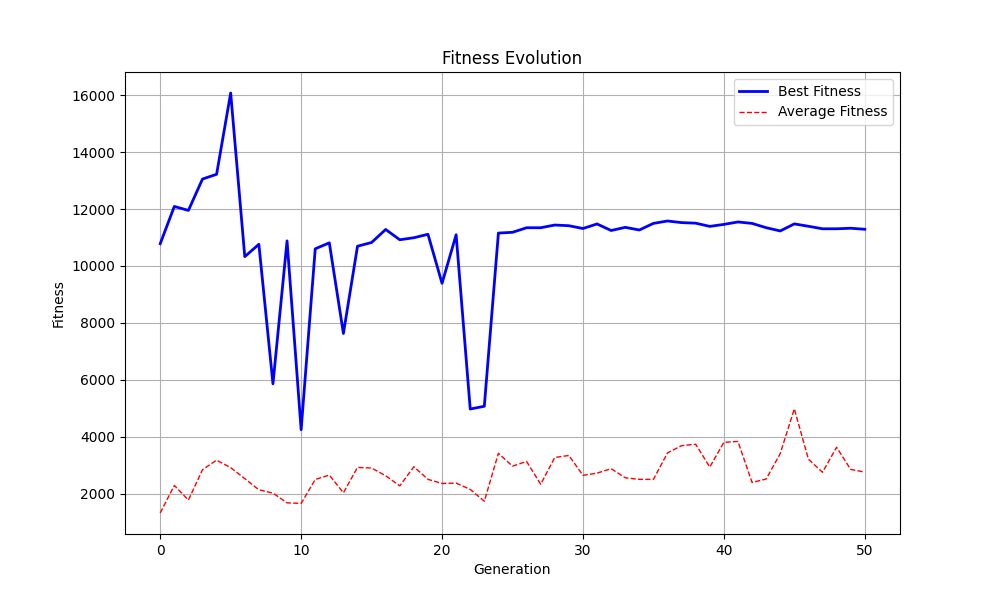 Fitness Evolution
Best Fitness
Average Fitness
Fitness
16000
14000
12000
10000
8000
6000
4000
2000
0 10 20 30 40 50
Generation